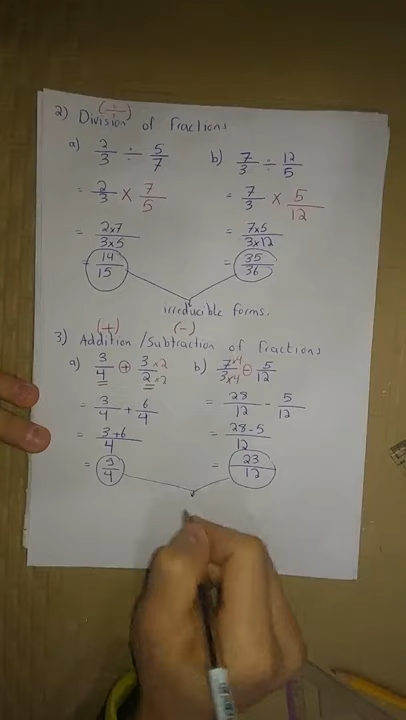 2) Division (÷) of fractions
a) 2/3 ÷ 5/7
= 2/3 × 7/5
= 2×7/3×5
= 14/15
b) 7/3 ÷ 12/5
= 7/3 × 5/12
= 7×5/3×12
= 35/36
irreducible forms.
(+) (-)
3) Addition/Subtraction of fractions
a) 3/4 + 3×2/2×2
= 3/4 + 6/4
= 3+6/4
= 9/4
b) 7×4/3×4 - 5/12
= 28/12 - 5/12
= 28-5/12
= 23/12